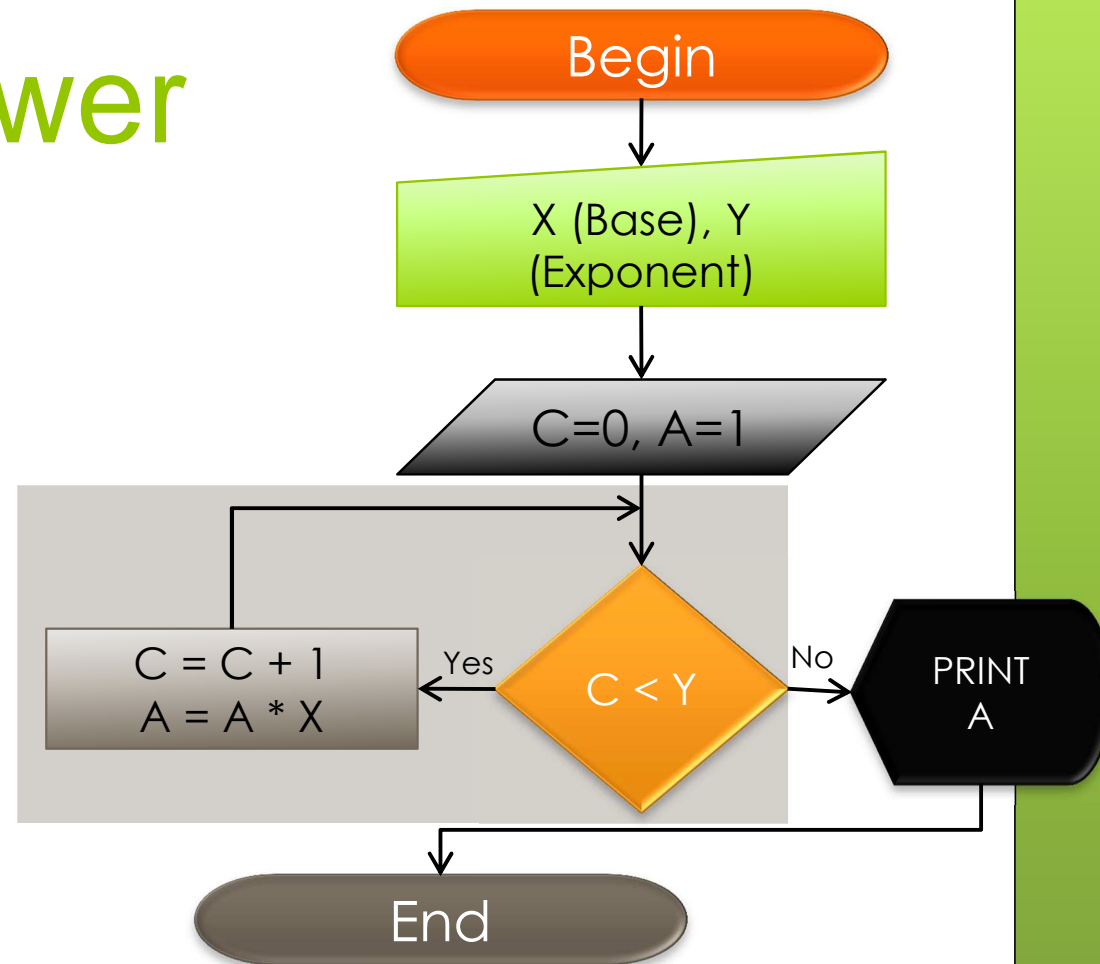 wer
Begin
X (Base), Y
(Exponent)
C=0, A=1
C = C + 1
A = A * X
Yes
C < Y
No
PRINT
A
End